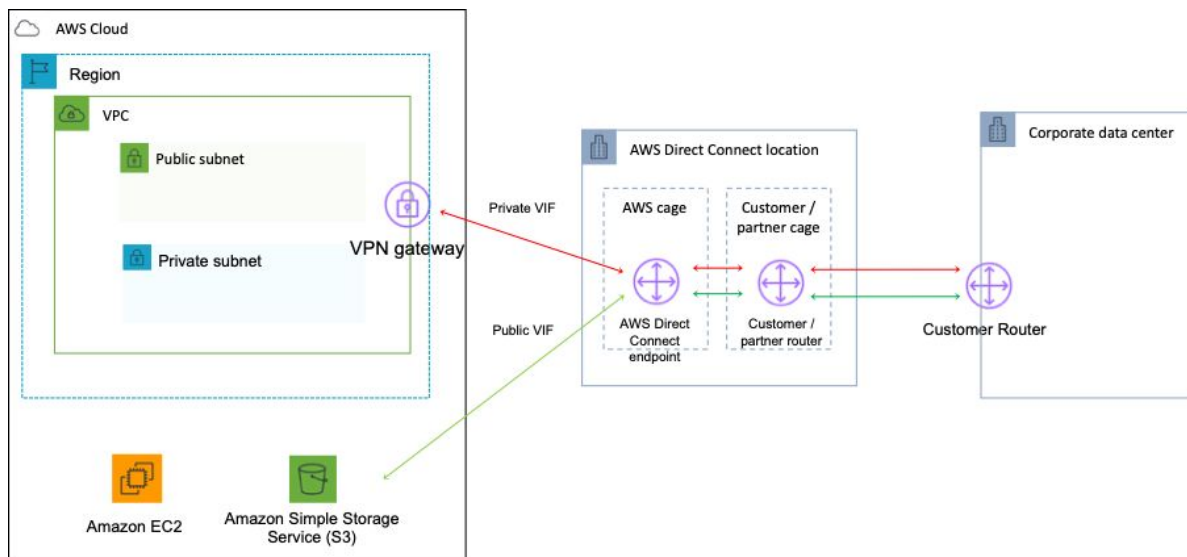 AWS Cloud
Region
VPC
Public subnet
Private subnet
VPN gateway
Private VIF
Public VIF
AWS Direct Connect location
AWS cage
Customer /
partner cage
AWS Direct
Connect
endpoint
Customer /
partner router
Corporate data center
Customer Router
Amazon EC2
Amazon Simple Storage
Service (S3)